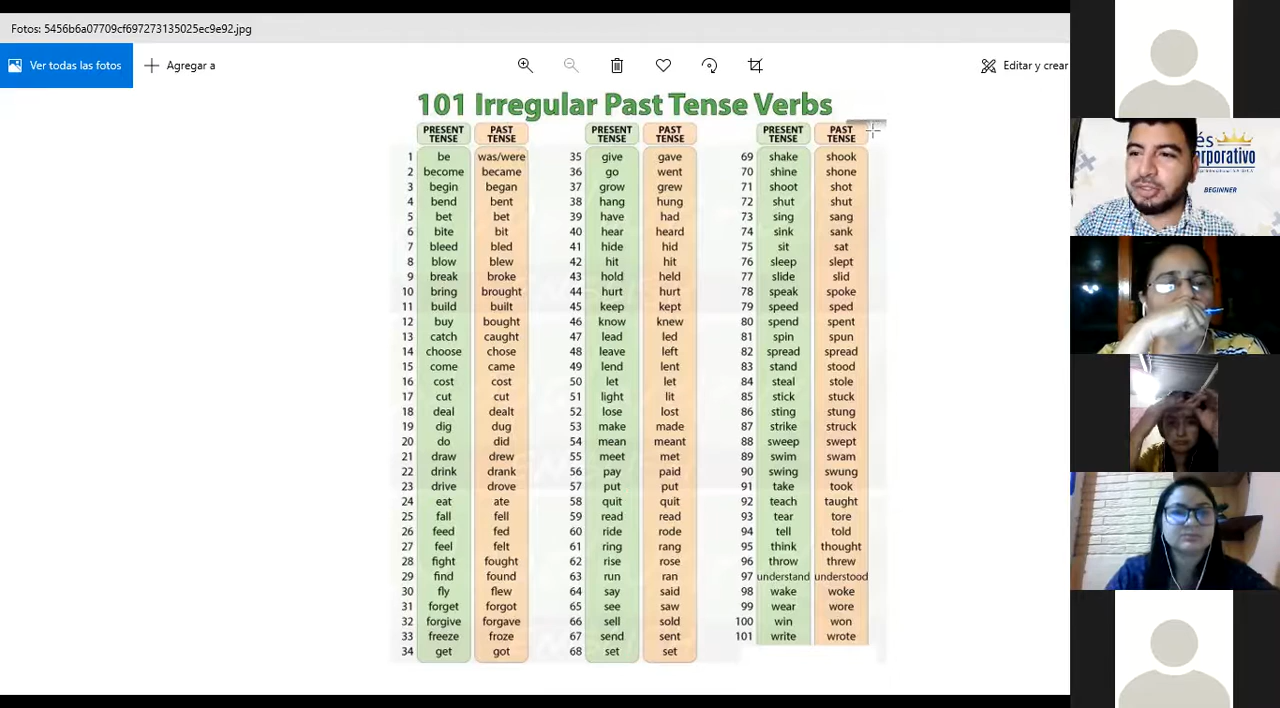 Fotos: 5456b6a07709cf697273135025ec9e92.jpg
Ver todas las fotos
Agregar a
Editar y crear
101 Irregular Past Tense Verbs
PRESENT TENSE PAST TENSE PRESENT TENSE PAST TENSE PRESENT TENSE PAST TENSE
1 be was/were 35 give gave 69 shake shook
2 become became 36 go went 70 shine shone
3 begin began 37 grow grew 71 shoot shot
4 bend bent 38 hang hung 72 shut shut
5 bet bet 39 have had 73 sing sang
6 bite bit 40 hear heard 74 sink sank
7 bleed bled 41 hide hid 75 sit sat
8 blow blew 42 hit hit 76 sleep slept
9 break broke 43 hold held 77 slide slid
10 bring brought 44 hurt hurt 78 speak spoke
11 build built 45 keep kept 79 speed sped
12 buy bought 46 know knew 80 spend spent
13 catch caught 47 lead led 81 spin spun
14 choose chose 48 leave left 82 spread spread
15 come came 49 lend lent 83 stand stood
16 cost cost 50 let let 84 steal stole
17 cut cut 51 light lit 85 stick stuck
18 deal dealt 52 lose lost 86 sting stung
19 dig dug 53 make made 87 strike struck
20 do did 54 mean meant 88 sweep swept
21 draw drew 55 meet met 89 swim swam
22 drink drank 56 pay paid 90 swing swung
23 drive drove 57 put put 91 take took
24 eat ate 58 quit quit 92 teach taught
25 fall fell 59 read read 93 tear tore
26 feed fed 60 ride rode 94 tell told
27 feel felt 61 ring rang 95 think thought
28 fight fought 62 rise rose 96 throw threw
29 find found 63 run ran 97 understand understood
30 fly flew 64 say said 98 wake woke
31 forget forgot 65 see saw 99 wear wore
32 forgive forgave 66 sell sold 100 win won
33 freeze froze 67 send sent 101 write wrote
34 get got 68 set set
és
orporativo
BEGINNER